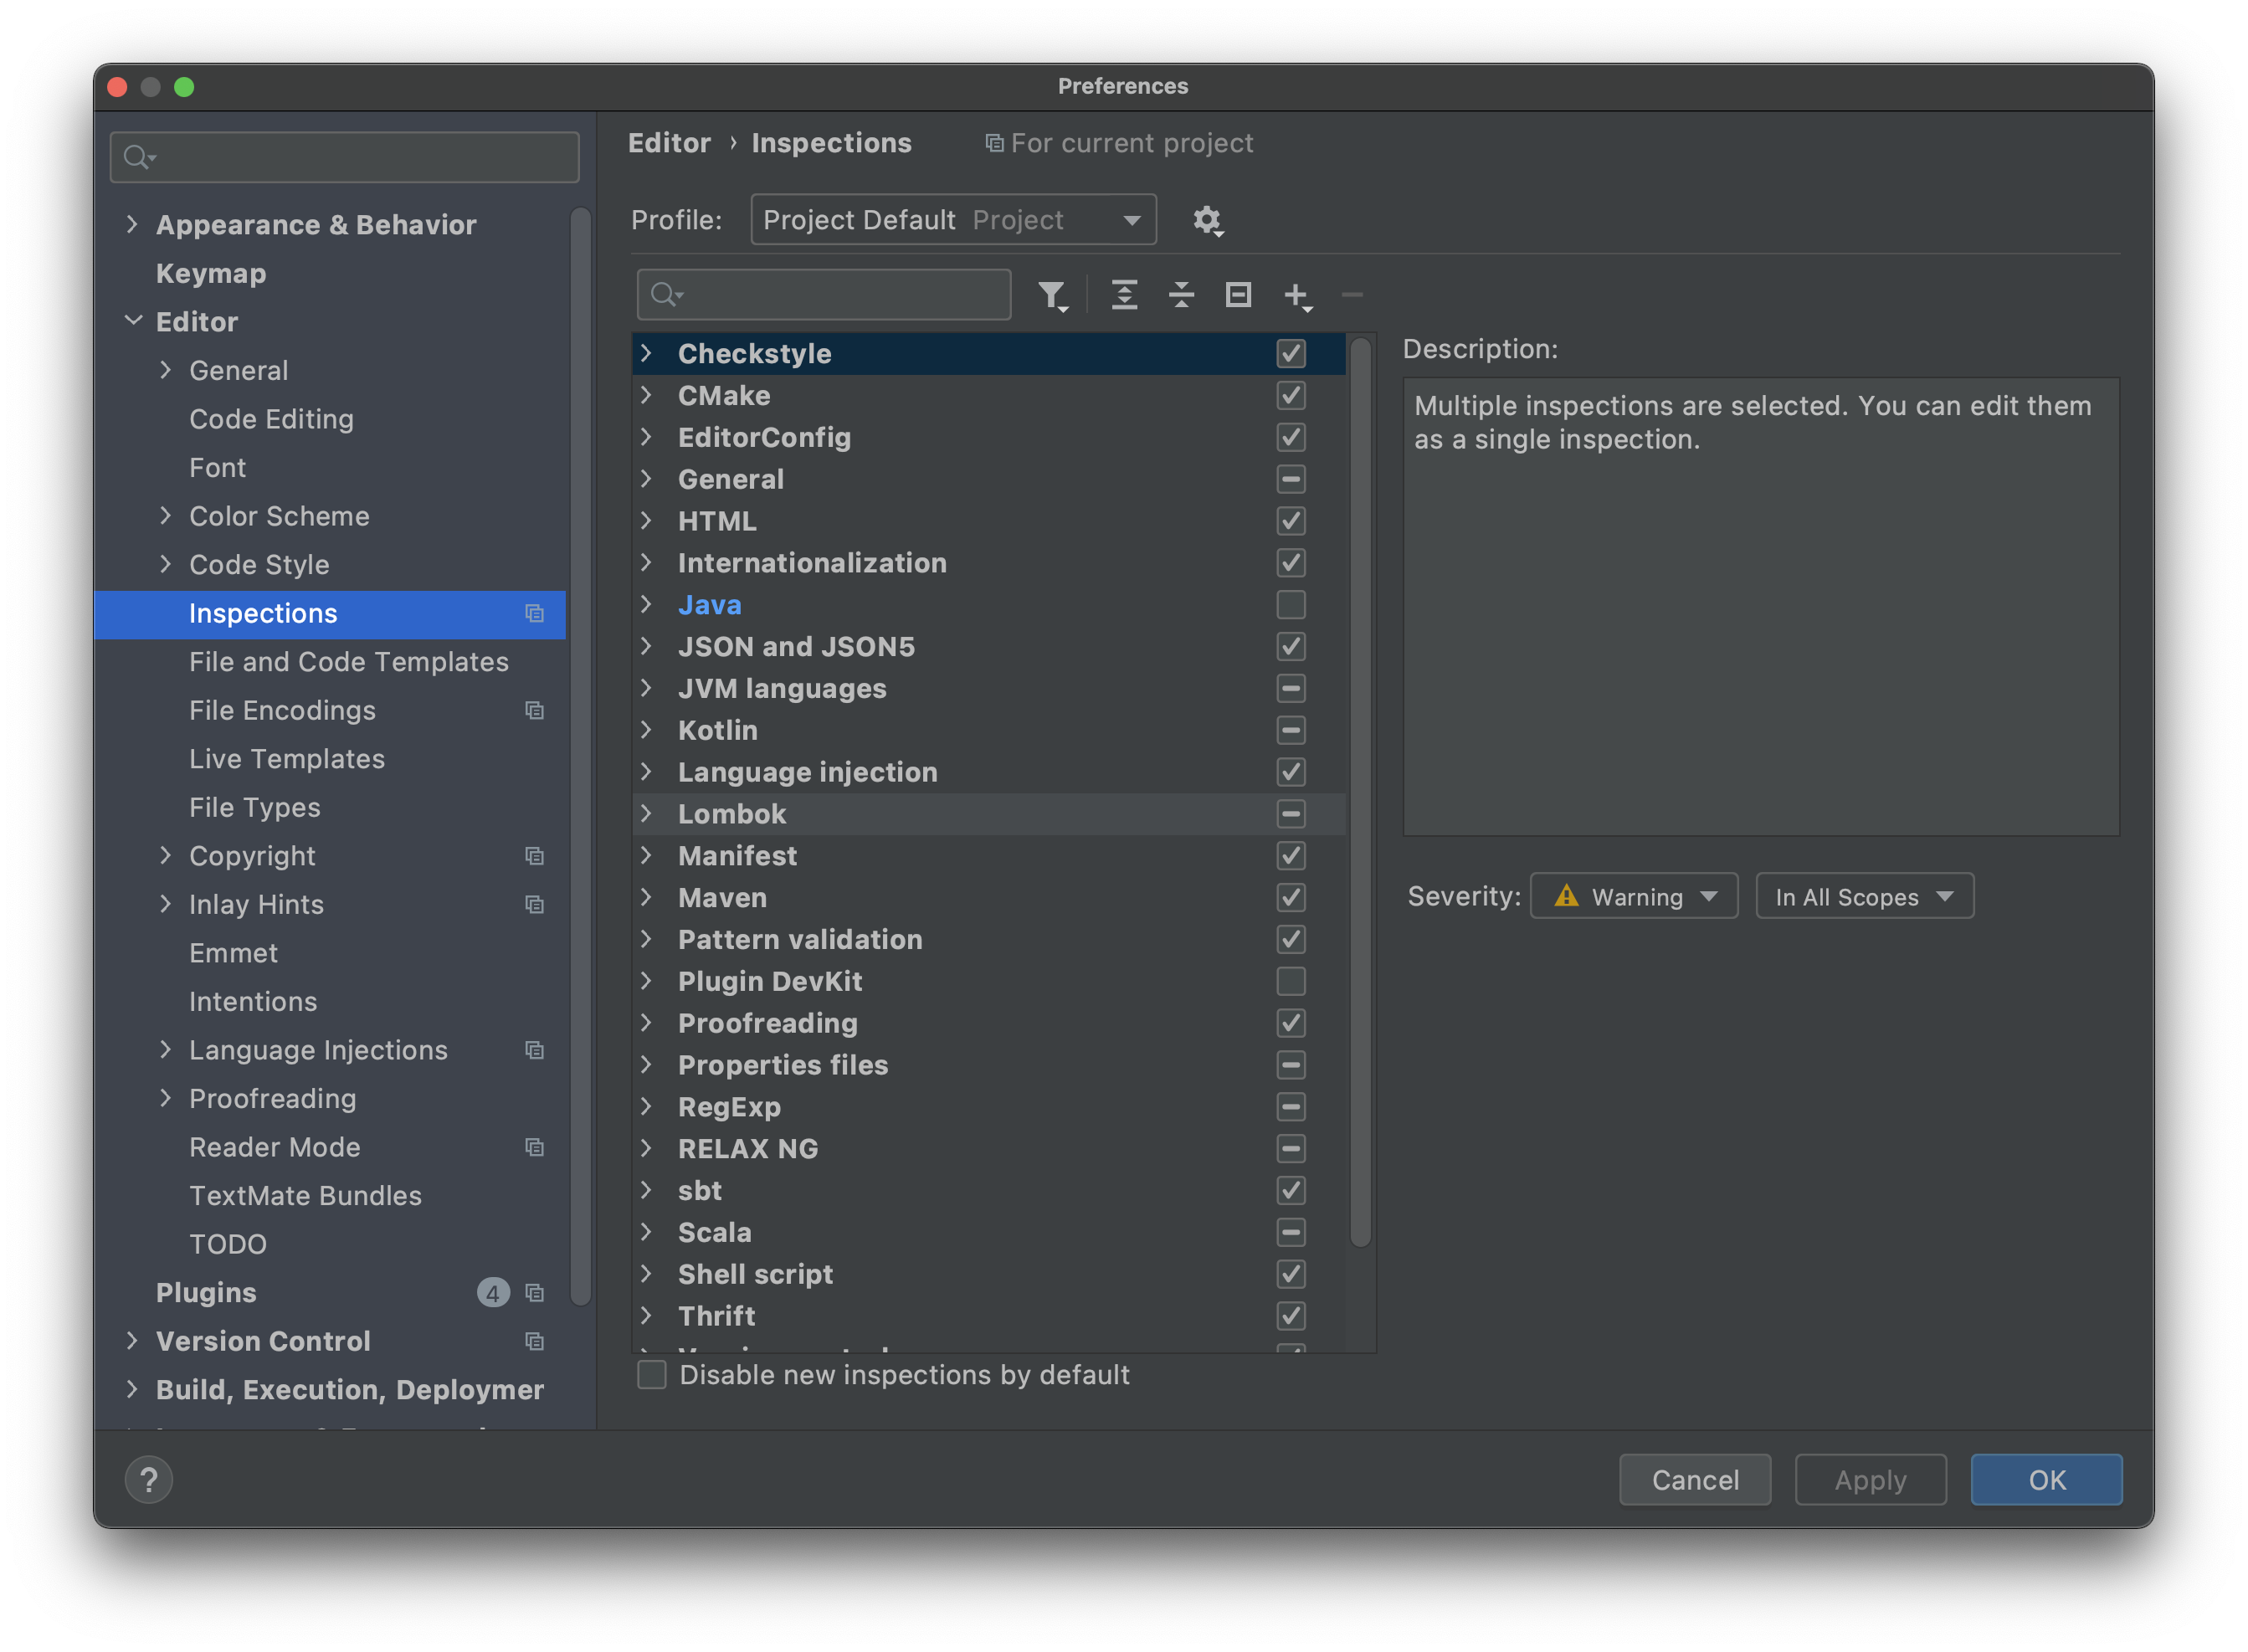 Preferences
Appearance & Behavior
Keymap
Editor
General
Code Editing
Font
Color Scheme
Code Style
Inspections
File and Code Templates
File Encodings
Live Templates
File Types
Copyright
Inlay Hints
Emmet
Intentions
Language Injections
Proofreading
Reader Mode
TextMate Bundles
TODO
Plugins 4
Version Control
Build, Execution, Deploymer
Editor › Inspections For current project
Profile: Project Default Project
Checkstyle
CMake
EditorConfig
General
HTML
Internationalization
Java
JSON and JSON5
JVM languages
Kotlin
Language injection
Lombok
Manifest
Maven
Pattern validation
Plugin DevKit
Proofreading
Properties files
RegExp
RELAX NG
sbt
Scala
Shell script
Thrift
Disable new inspections by default
Description:
Multiple inspections are selected. You can edit them
as a single inspection.
Severity: Warning In All Scopes
? Cancel Apply OK